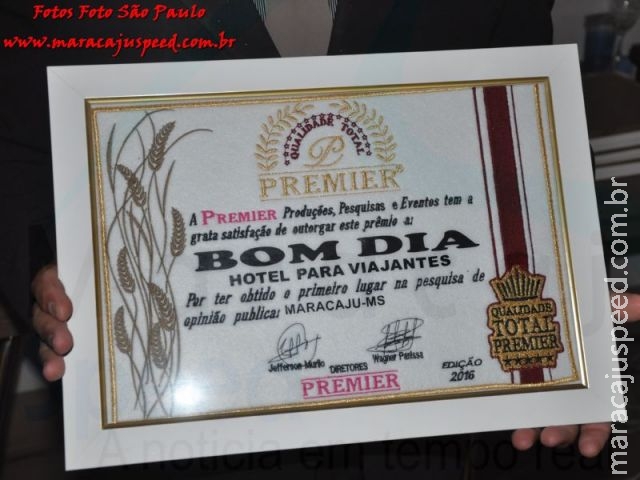 Fotos Foto São Paulo
www.maracajuspeed.com.br
QUALIDADE TOTAL
P
PREMIER
A PREMIER Produções, Pesquisas e Eventos tem a
grata satisfação de outorgar este prêmio a:
BOM DIA
HOTEL PARA VIAJANTES
Por ter obtido o primeiro lugar na pesquisa de
opinião publica: MARACAJU-MS
Jefferson Murilo
Wagner Parissa
DIRETORES
PREMIER
EDIÇÃO
2016
QUALIDADE
TOTAL
PREMIER
maracajuspeed.com.br
A notícia em tempo real